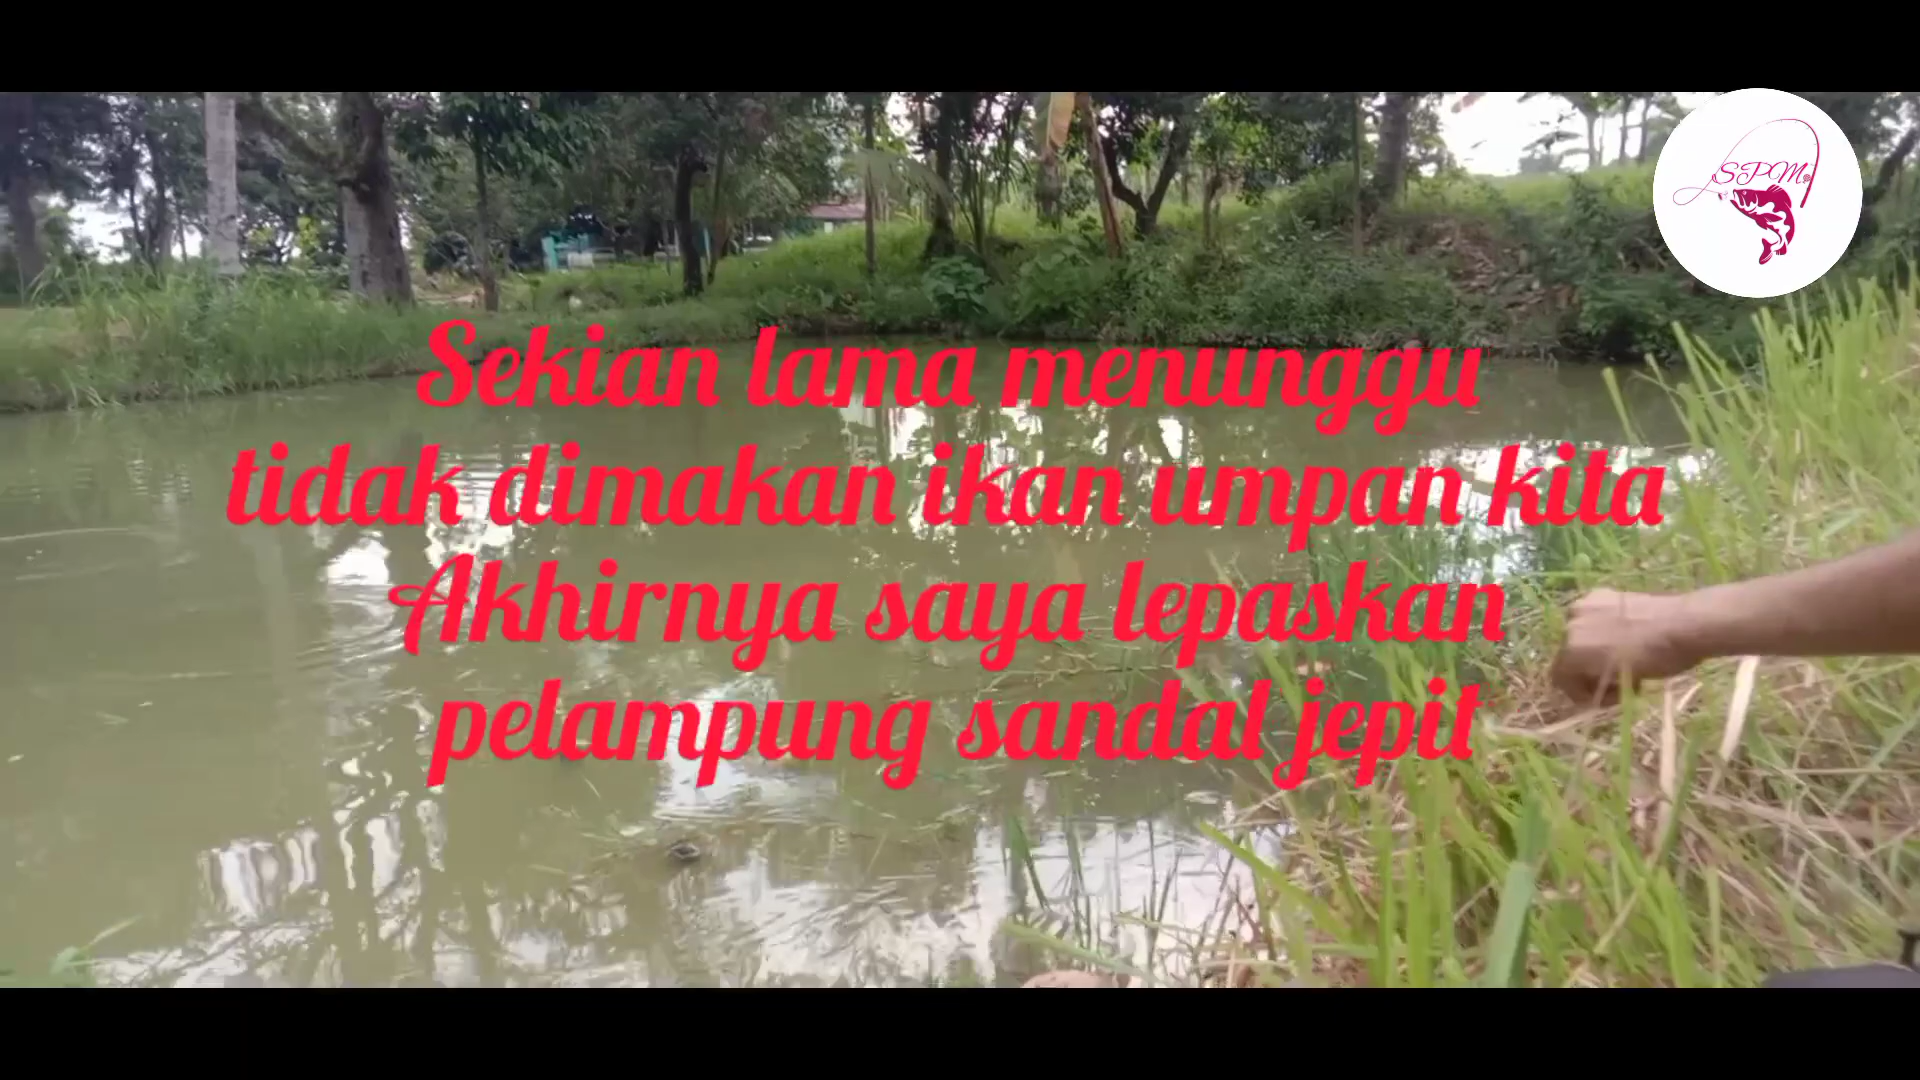 SPM
Sekian lama menunggu
tidak dimakan ikan umpan kita
Akhirnya saya lepaskan
pelampung sandal jepit